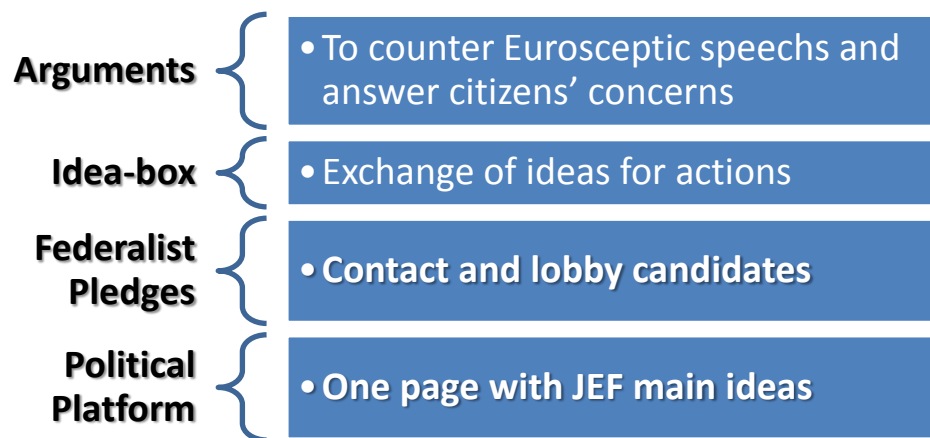 Arguments
• To counter Eurosceptic speechs and
answer citizens’ concerns
Idea-box
• Exchange of ideas for actions
Federalist
Pledges
• Contact and lobby candidates
Political
Platform
• One page with JEF main ideas